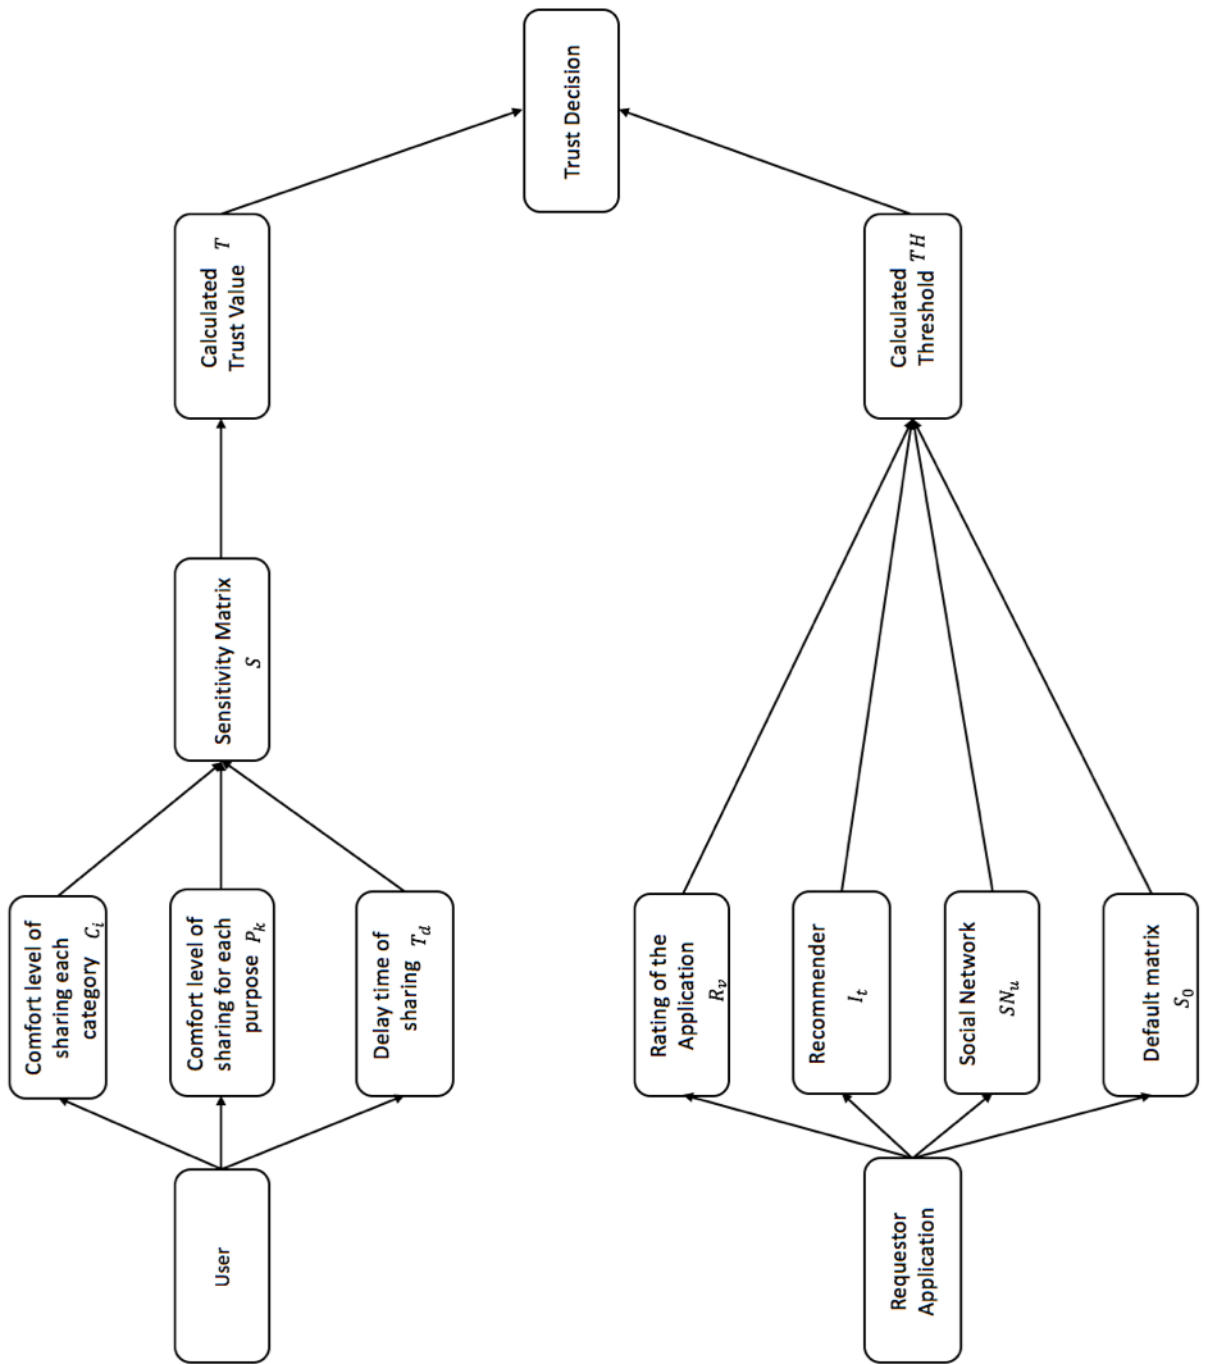 User
Comfort level of
sharing each
category C_i
Comfort level of
sharing for each
purpose P_k
Delay time of
sharing T_d
Sensitivity Matrix
S
Calculated
Trust Value T
Trust Decision
Requestor
Application
Rating of the
Application
R_v
Recommender
I_t
Social Network
SN_u
Default matrix
S_0
Calculated
Threshold TH